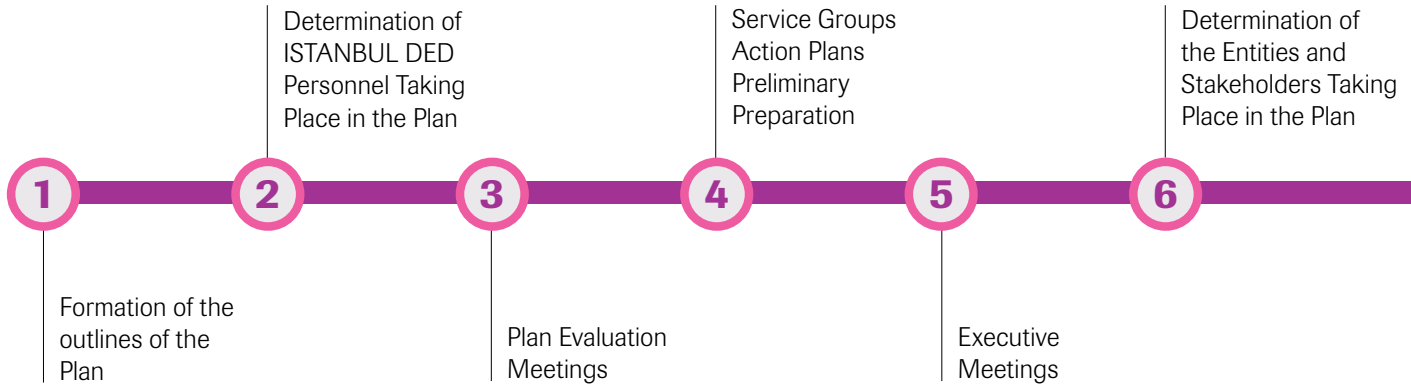 Determination of
ISTANBUL DED
Personnel Taking
Place in the Plan
Service Groups
Action Plans
Preliminary
Preparation
Determination of
the Entities and
Stakeholders Taking
Place in the Plan
1
2
3
4
5
6
Formation of the
outlines of the
Plan
Plan Evaluation
Meetings
Executive
Meetings